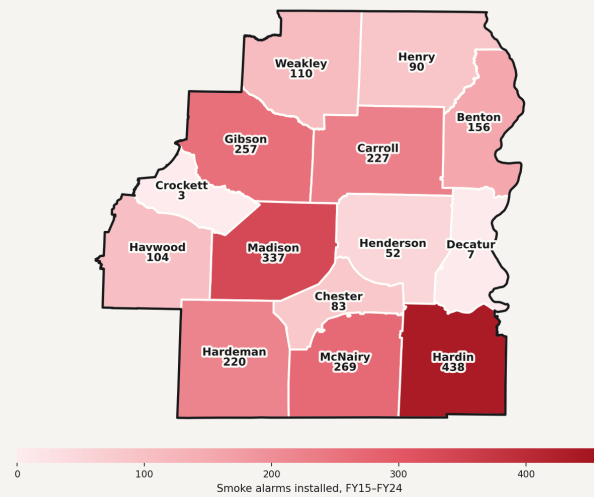 Weakley
110
Henry
90
Benton
156
Gibson
257
Carroll
227
Crockett
3
Haywood
104
Madison
337
Henderson
52
Decatur
7
Chester
83
Hardeman
220
McNairy
269
Hardin
438
0 100 200 300 400
Smoke alarms installed, FY15–FY24